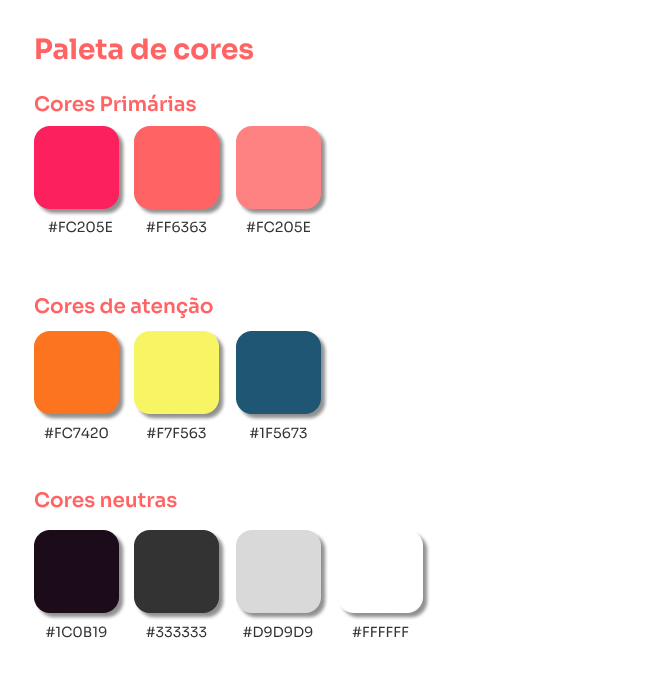 Paleta de cores
Cores Primárias
#FC205E #FF6363 #FC205E
Cores de atenção
#FC7420 #F7F563 #1F5673
Cores neutras
#1C0B19 #333333 #D9D9D9 #FFFFFF